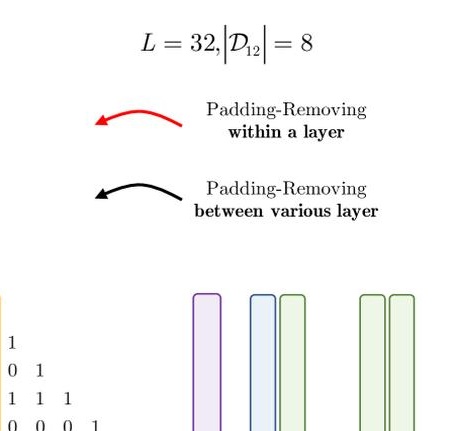 L = 32,|𝒟₁₂| = 8
Padding-Removing
within a layer
Padding-Removing
between various layer
1
0 1
1 1 1
0 0 0 1